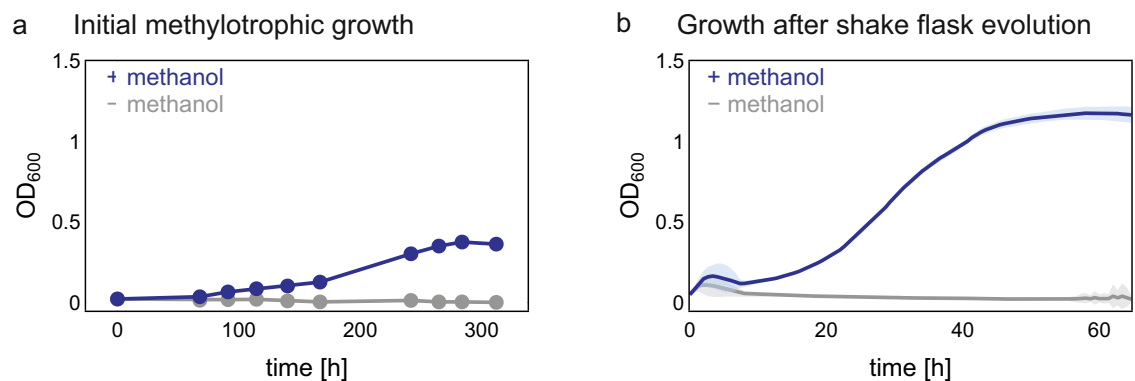 a Initial methylotrophic growth
1.5
1
0.5
0
OD600
+ methanol
− methanol
0 100 200 300
time [h]
b Growth after shake flask evolution
1.5
1
0.5
0
OD600
+ methanol
− methanol
0 20 40 60
time [h]